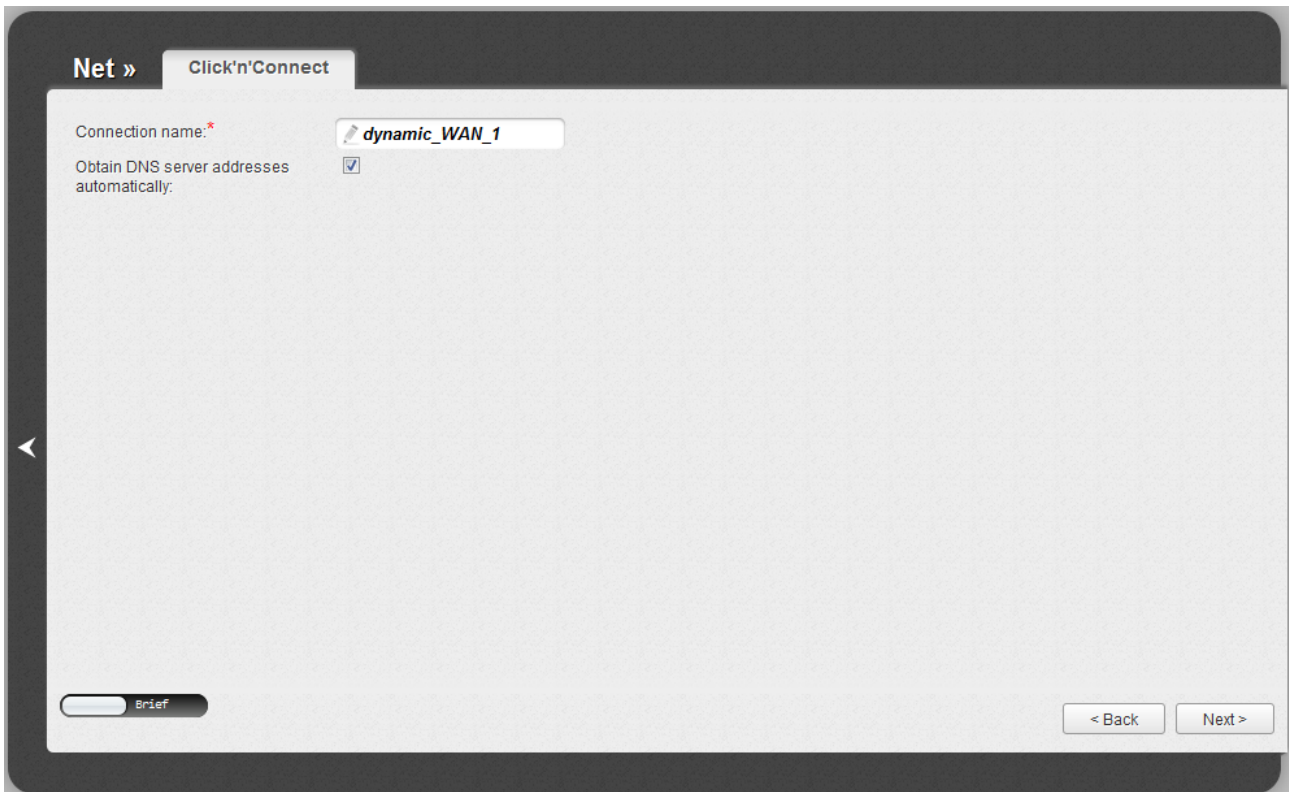 Net »
Click'n'Connect
Connection name:*
dynamic_WAN_1
Obtain DNS server addresses
automatically:
Brief
< Back
Next >